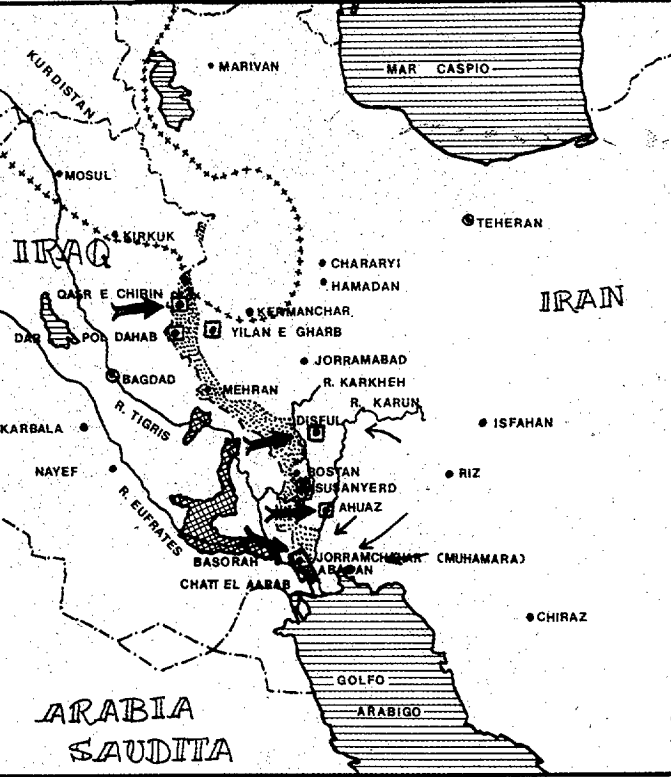 KURDISTAN
MARIVAN
MAR CASPIO
MOSUL
TEHERAN
KIRKUK
IRAQ
CHARARYI
HAMADAN
IRAN
QASR E CHIRIN
KERMANCHAR
DAR POL DAHAB
YILAN E GHARB
JORRAMABAD
BAGDAD
MEHRAN
R. KARKHEH
R. KARUN
R. TIGRIS
DISFUL
ISFAHAN
KARBALA
NAYEF
BOSTAN
RIZ
SUSANYERD
R. EUFRATES
AHUAZ
BASORAH
JORRAMCHAHAR (MUHAMARA)
ABADAN
CHATT EL AARAB
CHIRAZ
GOLFO
ARABIGO
ARABIA
SAUDITA